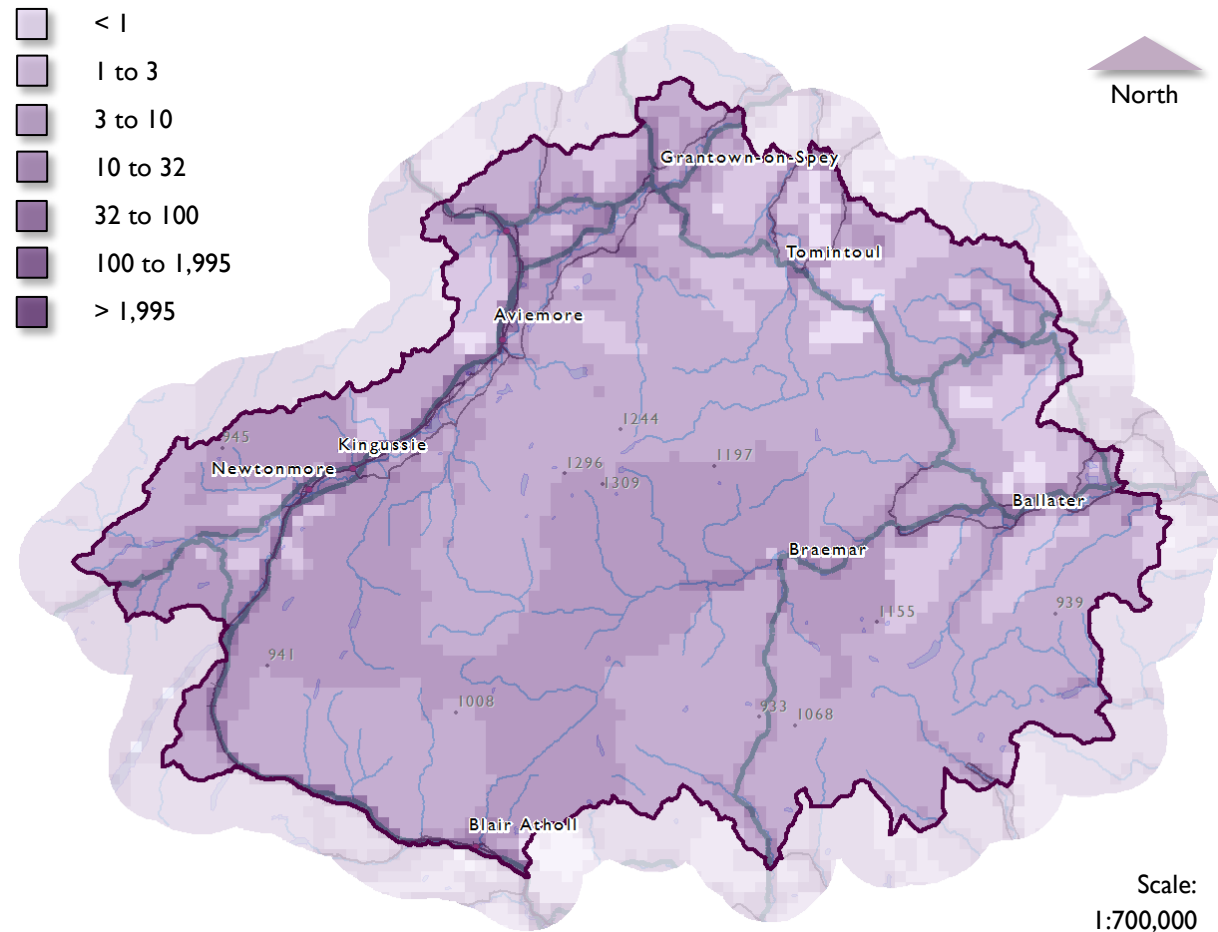 < 1
1 to 3
3 to 10
10 to 32
32 to 100
100 to 1,995
> 1,995
North
Grantown-on-Spey
Tomintoul
Aviemore
1244
945
Kingussie
1197
Newtonmore
1296
1309
Ballater
Braemar
1155
939
941
1008
933
1068
Blair Atholl
Scale:
1:700,000